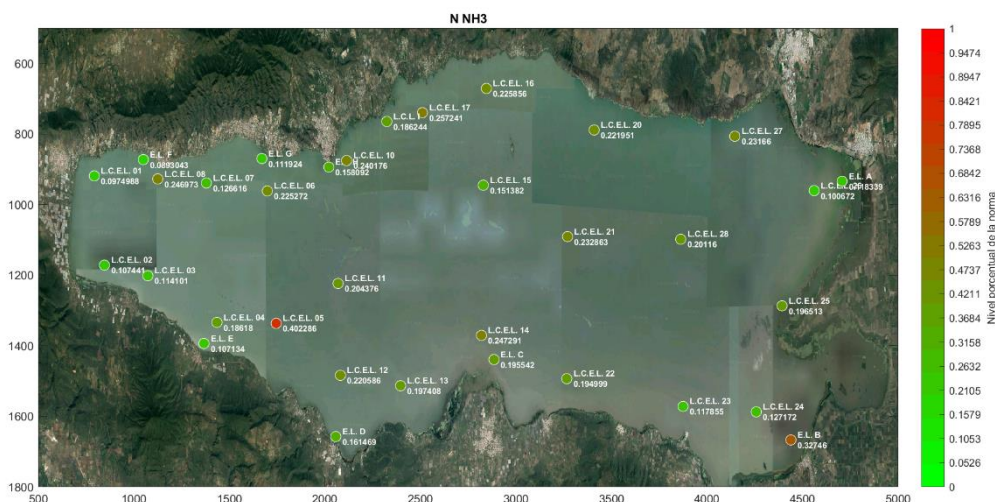 N NH3
600
800
1000
1200
1400
1600
1800
500
1000
1500
2000
2500
3000
3500
4000
4500
5000
L.C.E.L. 16
0.225856
L.C.E.L. 17
0.257241
0.186244
L.C.E.L. 20
0.221951
L.C.E.L. 27
0.23166
E.L. F
0.0893043
E.L. G
0.111924
L.C.E.L. 10
0.240176
0.158092
L.C.E.L. 01
0.0974988
L.C.E.L. 08
0.246973
L.C.E.L. 07
0.126616
L.C.E.L. 06
0.225272
L.C.E.L. 15
0.151382
E.L. A
0.118339
0.100672
L.C.E.L. 21
0.232863
L.C.E.L. 28
0.20116
L.C.E.L. 02
0.107441
L.C.E.L. 03
0.114101
L.C.E.L. 11
0.204376
L.C.E.L. 25
0.196513
L.C.E.L. 04
0.18618
L.C.E.L. 05
0.402286
E.L. E
0.107134
L.C.E.L. 14
0.247291
E.L. C
0.195542
L.C.E.L. 12
0.220586
L.C.E.L. 13
0.197408
L.C.E.L. 22
0.194999
L.C.E.L. 23
0.117855
L.C.E.L. 24
0.127172
E.L. D
0.161469
E.L. B
0.32746
1
0.9474
0.8947
0.8421
0.7895
0.7368
0.6842
0.6316
0.5789
0.5263
0.4737
0.4211
0.3684
0.3158
0.2632
0.2105
0.1579
0.1053
0.0526
0
Nivel porcentual de la norma